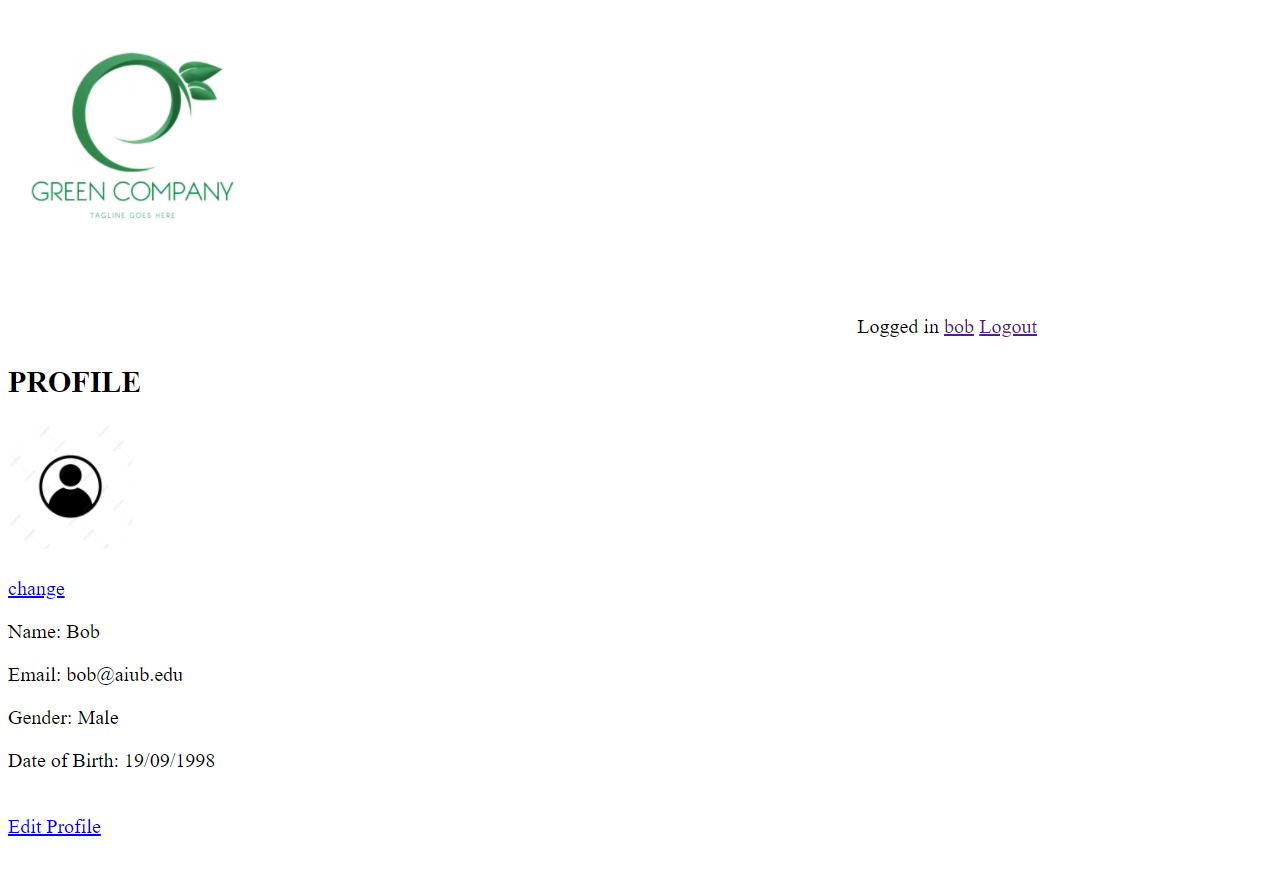 GREEN COMPANY
TAGLINE GOES HERE
Logged in bob Logout
PROFILE
change
Name: Bob
Email: bob@aiub.edu
Gender: Male
Date of Birth: 19/09/1998
Edit Profile